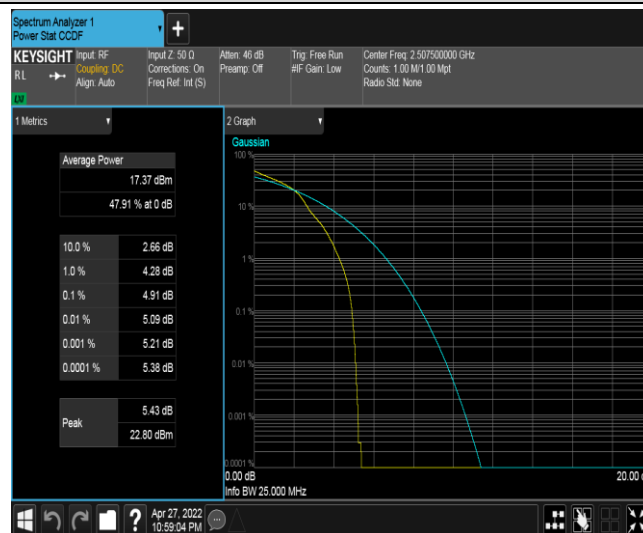 Spectrum Analyzer 1
Power Stat CCDF
+
KEYSIGHT
RL
Input: RF
Coupling: DC
Align: Auto
Input Z: 50 Ω
Corrections: On
Freq Ref: Int (S)
Atten: 46 dB
Preamp: Off
Trig: Free Run
#IF Gain: Low
Center Freq: 2.507500000 GHz
Counts: 1.00 M/1.00 Mpt
Radio Std: None
1 Metrics
Average Power
17.37 dBm
47.91 % at 0 dB
10.0 % 2.66 dB
1.0 % 4.28 dB
0.1 % 4.91 dB
0.01 % 5.09 dB
0.001 % 5.21 dB
0.0001 % 5.38 dB
Peak
5.43 dB
22.80 dBm
2 Graph
Gaussian
100 %
10 %
1 %
0.1 %
0.01 %
0.001 %
0.0001 %
0.00 dB
20.00
Info BW 25.000 MHz
?
Apr 27, 2022
10:59:04 PM